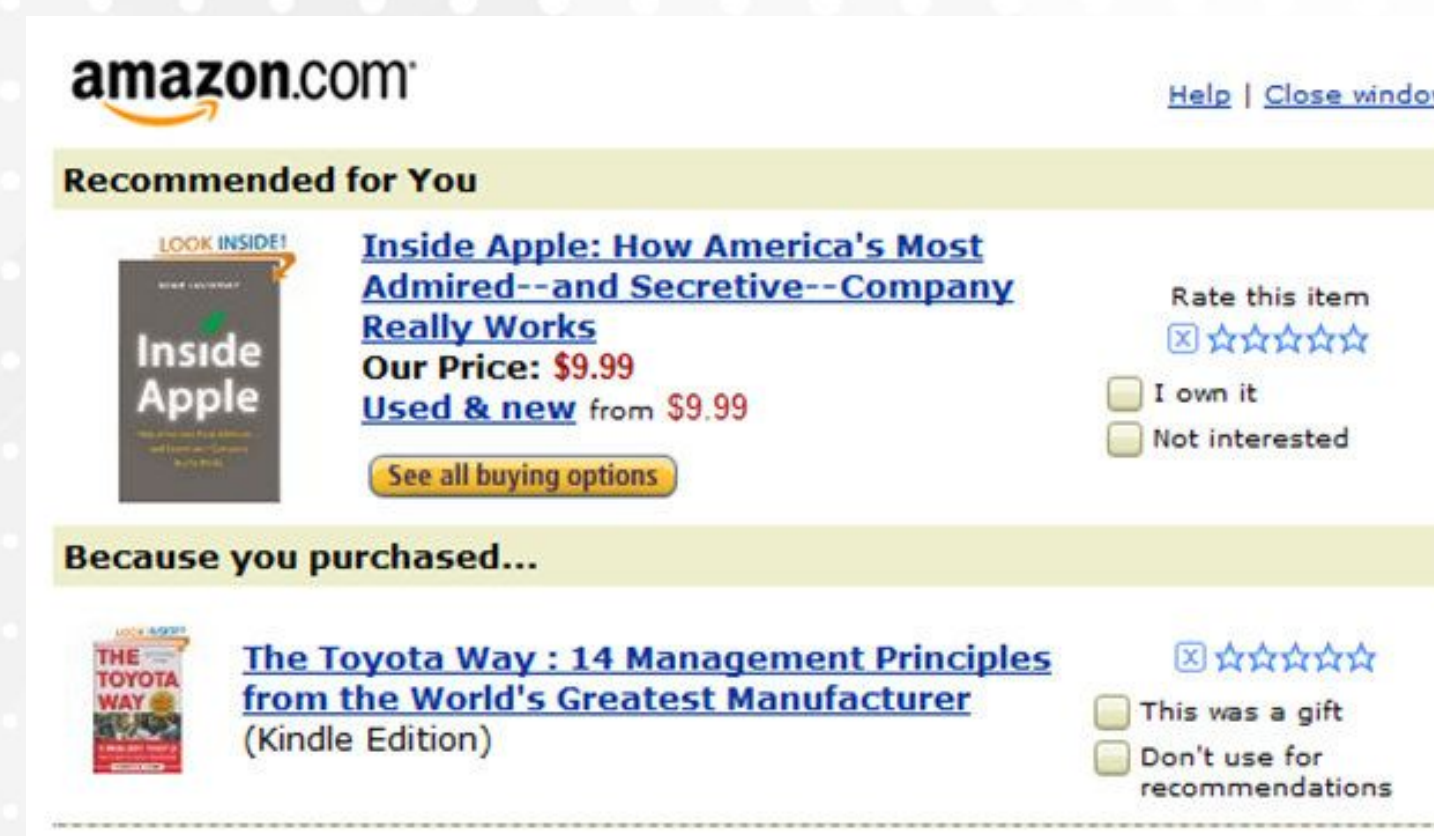 amazon.com
Help | Close windo
Recommended for You
LOOK INSIDE!
Inside
Apple
Inside Apple: How America's Most
Admired--and Secretive--Company
Really Works
Our Price: $9.99
Used & new from $9.99
See all buying options
Rate this item
I own it
Not interested
Because you purchased...
LOOK INSIDE!
THE
TOYOTA
WAY
The Toyota Way : 14 Management Principles
from the World's Greatest Manufacturer
(Kindle Edition)
This was a gift
Don't use for
recommendations